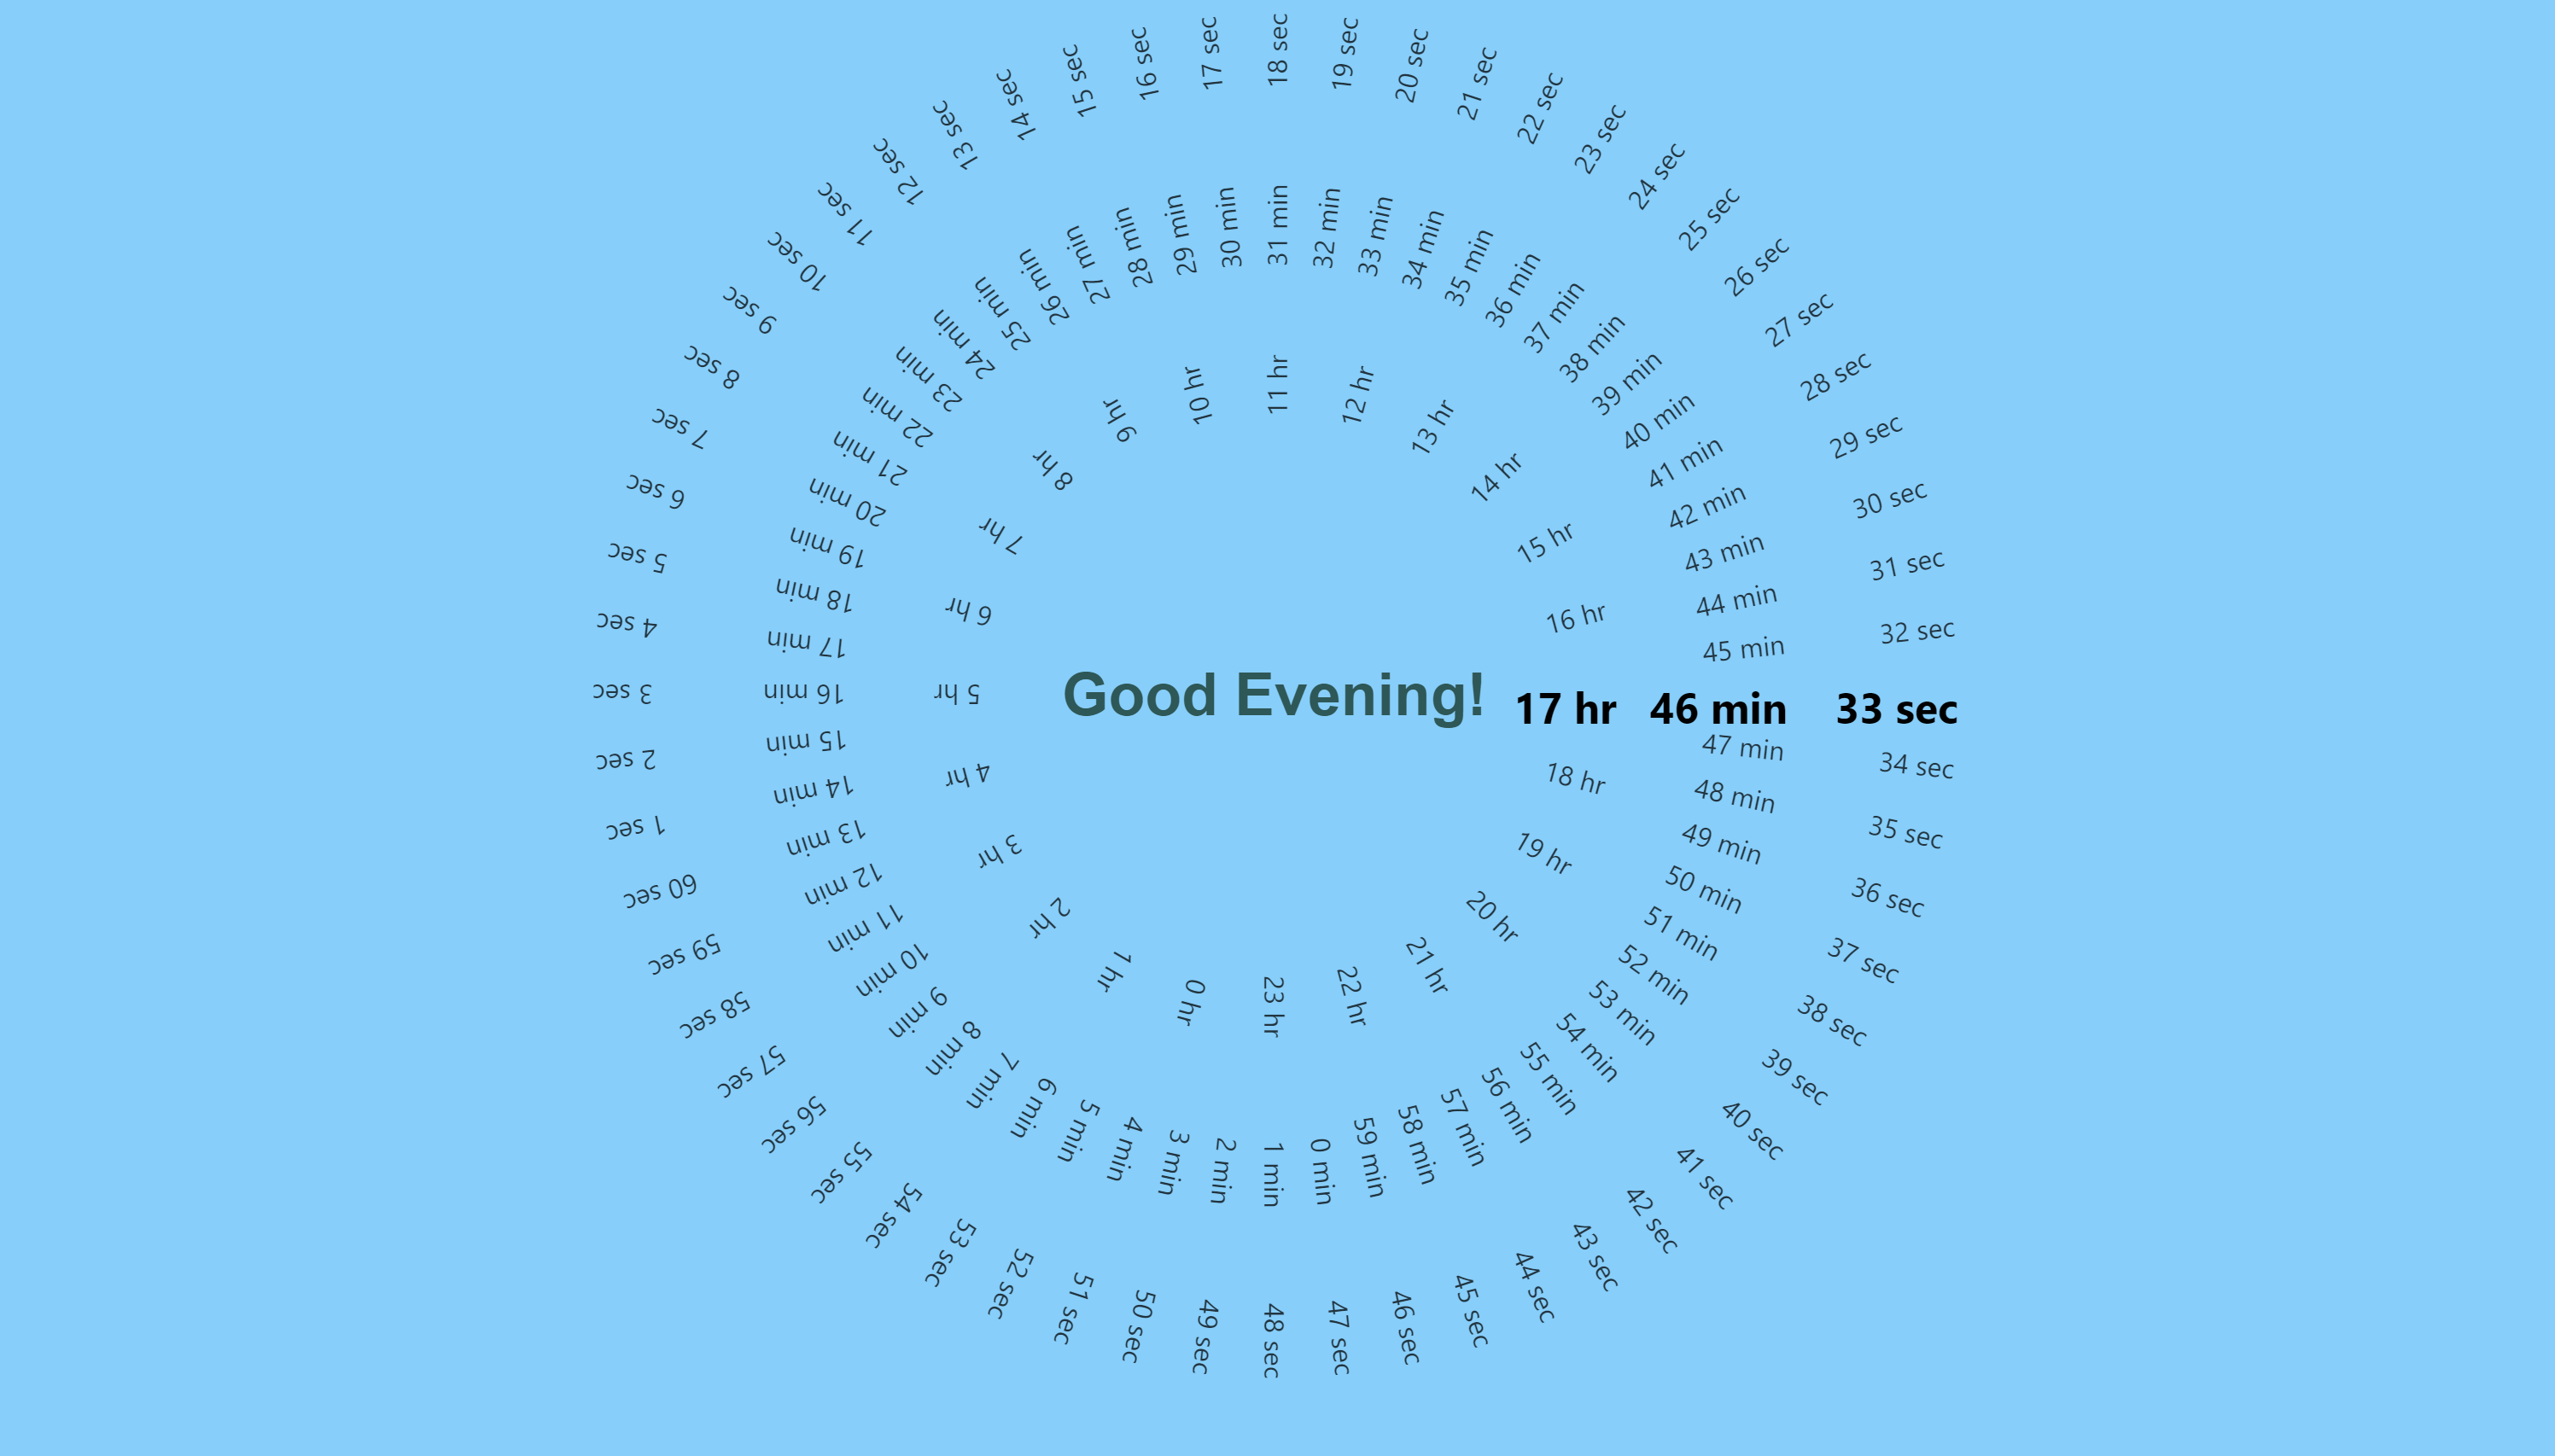 Good Evening!
17 hr 46 min 33 sec
0 hr
1 hr
2 hr
3 hr
4 hr
5 hr
6 hr
7 hr
8 hr
9 hr
10 hr
11 hr
12 hr
13 hr
14 hr
15 hr
16 hr
18 hr
19 hr
20 hr
21 hr
22 hr
23 hr
0 min
1 min
2 min
3 min
4 min
5 min
6 min
7 min
8 min
9 min
10 min
11 min
12 min
13 min
14 min
15 min
16 min
17 min
18 min
19 min
20 min
21 min
22 min
23 min
24 min
25 min
26 min
27 min
28 min
29 min
30 min
31 min
32 min
33 min
34 min
35 min
36 min
37 min
38 min
39 min
40 min
41 min
42 min
43 min
44 min
45 min
47 min
48 min
49 min
50 min
51 min
52 min
53 min
54 min
55 min
56 min
57 min
58 min
59 min
1 sec
2 sec
3 sec
4 sec
5 sec
6 sec
7 sec
8 sec
9 sec
10 sec
11 sec
12 sec
13 sec
14 sec
15 sec
16 sec
17 sec
18 sec
19 sec
20 sec
21 sec
22 sec
23 sec
24 sec
25 sec
26 sec
27 sec
28 sec
29 sec
30 sec
31 sec
32 sec
34 sec
35 sec
36 sec
37 sec
38 sec
39 sec
40 sec
41 sec
42 sec
43 sec
44 sec
45 sec
46 sec
47 sec
48 sec
49 sec
50 sec
51 sec
52 sec
53 sec
54 sec
55 sec
56 sec
57 sec
58 sec
59 sec
60 sec